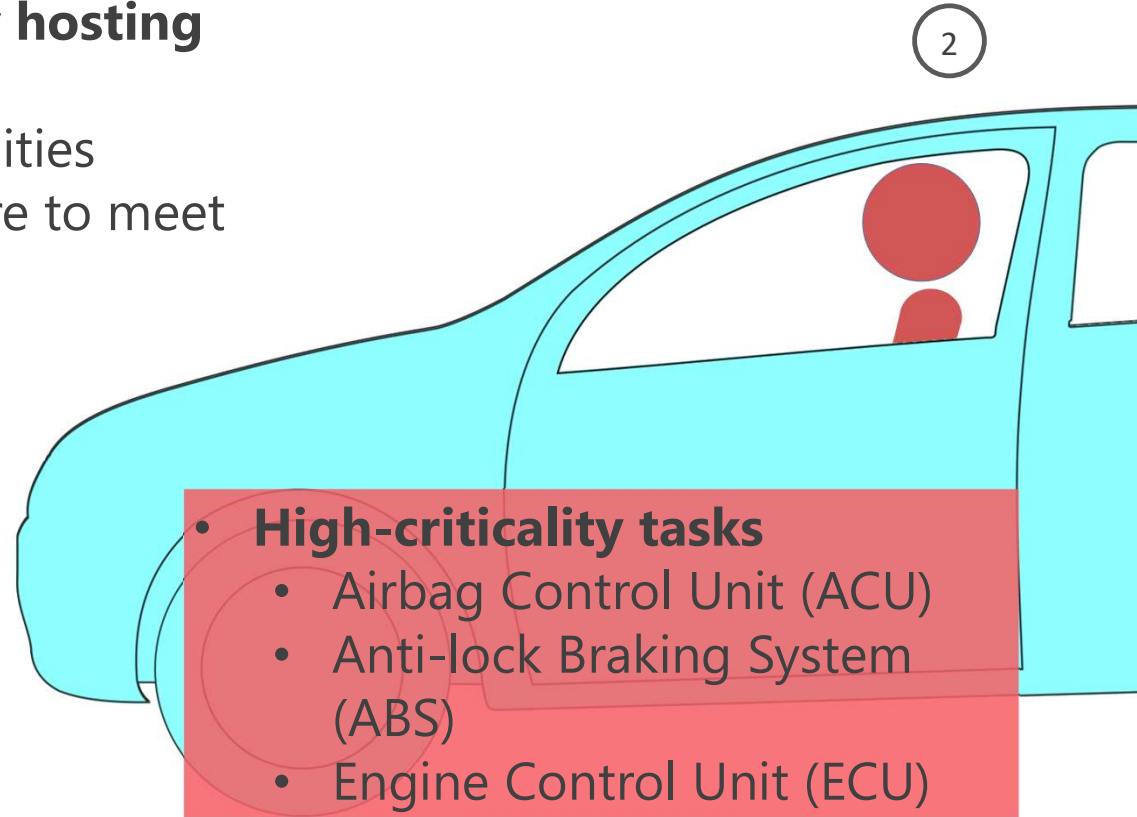 hosting
2
ities
re to meet
• High-criticality tasks
• Airbag Control Unit (ACU)
• Anti-lock Braking System
(ABS)
• Engine Control Unit (ECU)